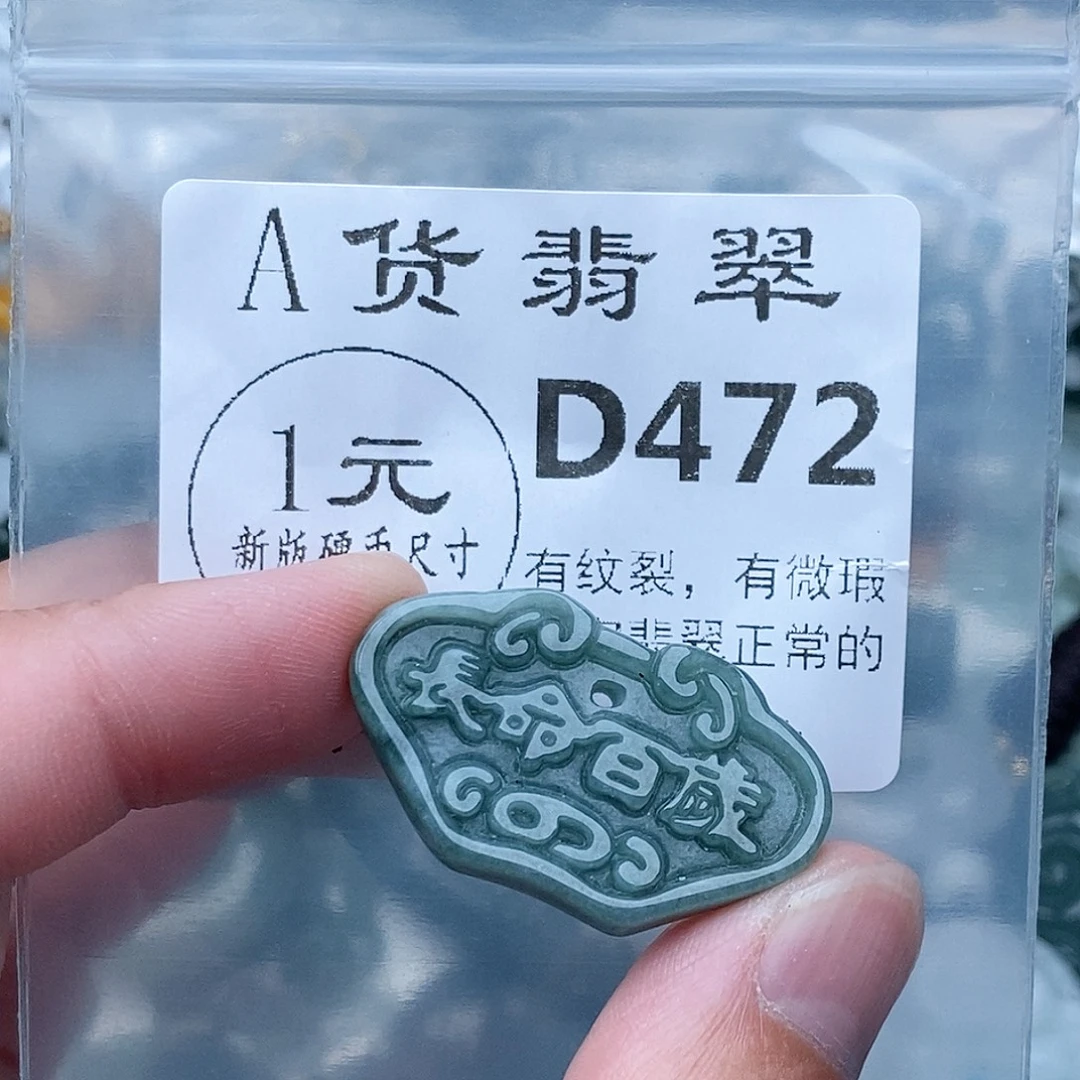 A货翡翠
1元
D472
新版硬币尺寸
有纹裂，有微瑕
翡翠正常的
长命百岁